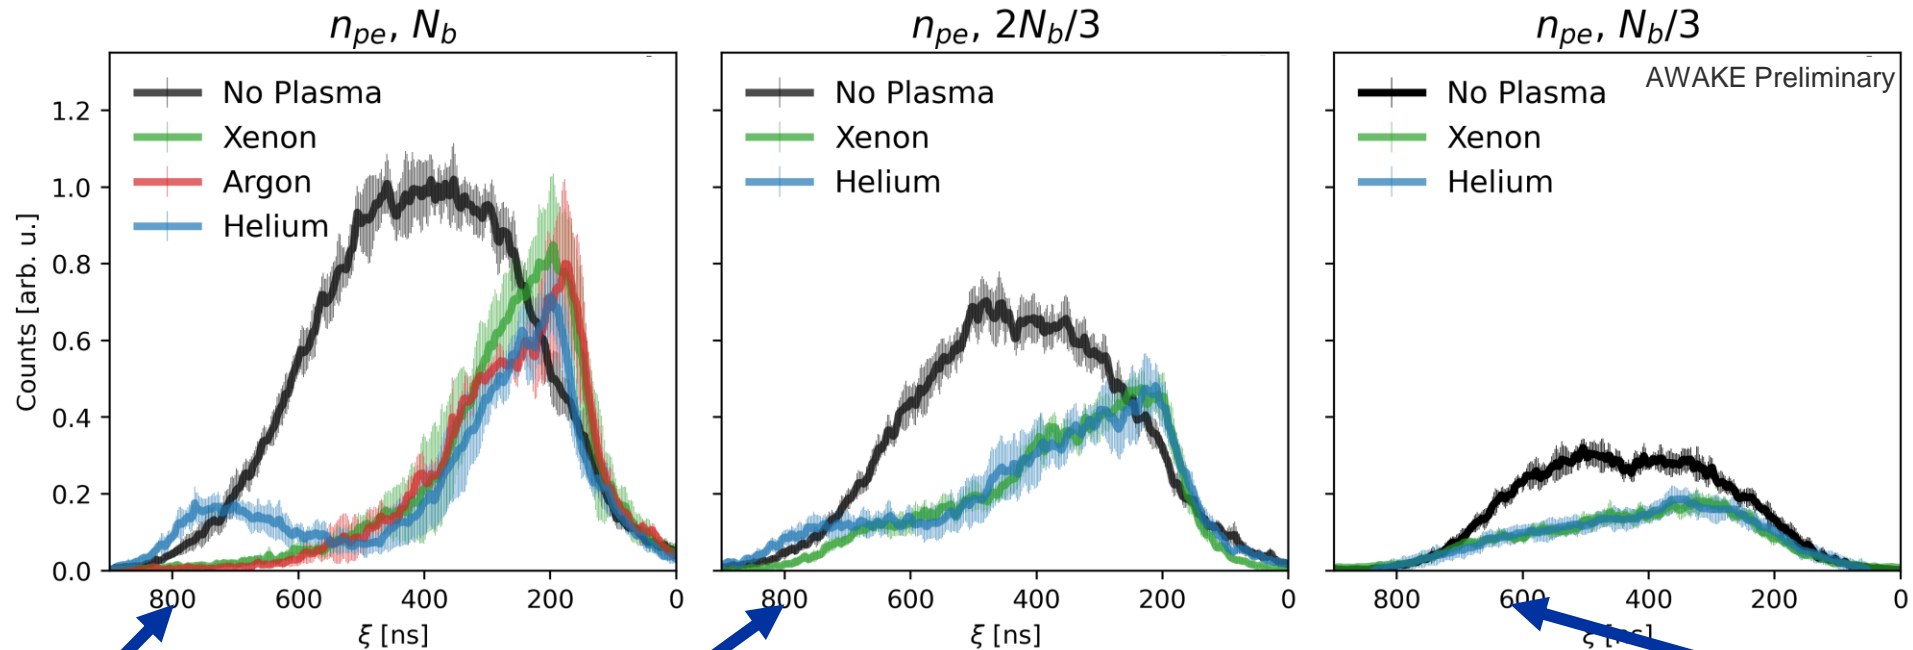 n_pe, N_b
Counts [arb. u.]
1.2
1.0
0.8
0.6
0.4
0.2
0.0
No Plasma
Xenon
Argon
Helium
800 600 400 200 0
ξ [ns]
n_pe, 2N_b/3
No Plasma
Xenon
Helium
800 600 400 200 0
ξ [ns]
n_pe, N_b/3
AWAKE Preliminary
No Plasma
Xenon
Helium
800 600 400 200 0
ξ [ns]